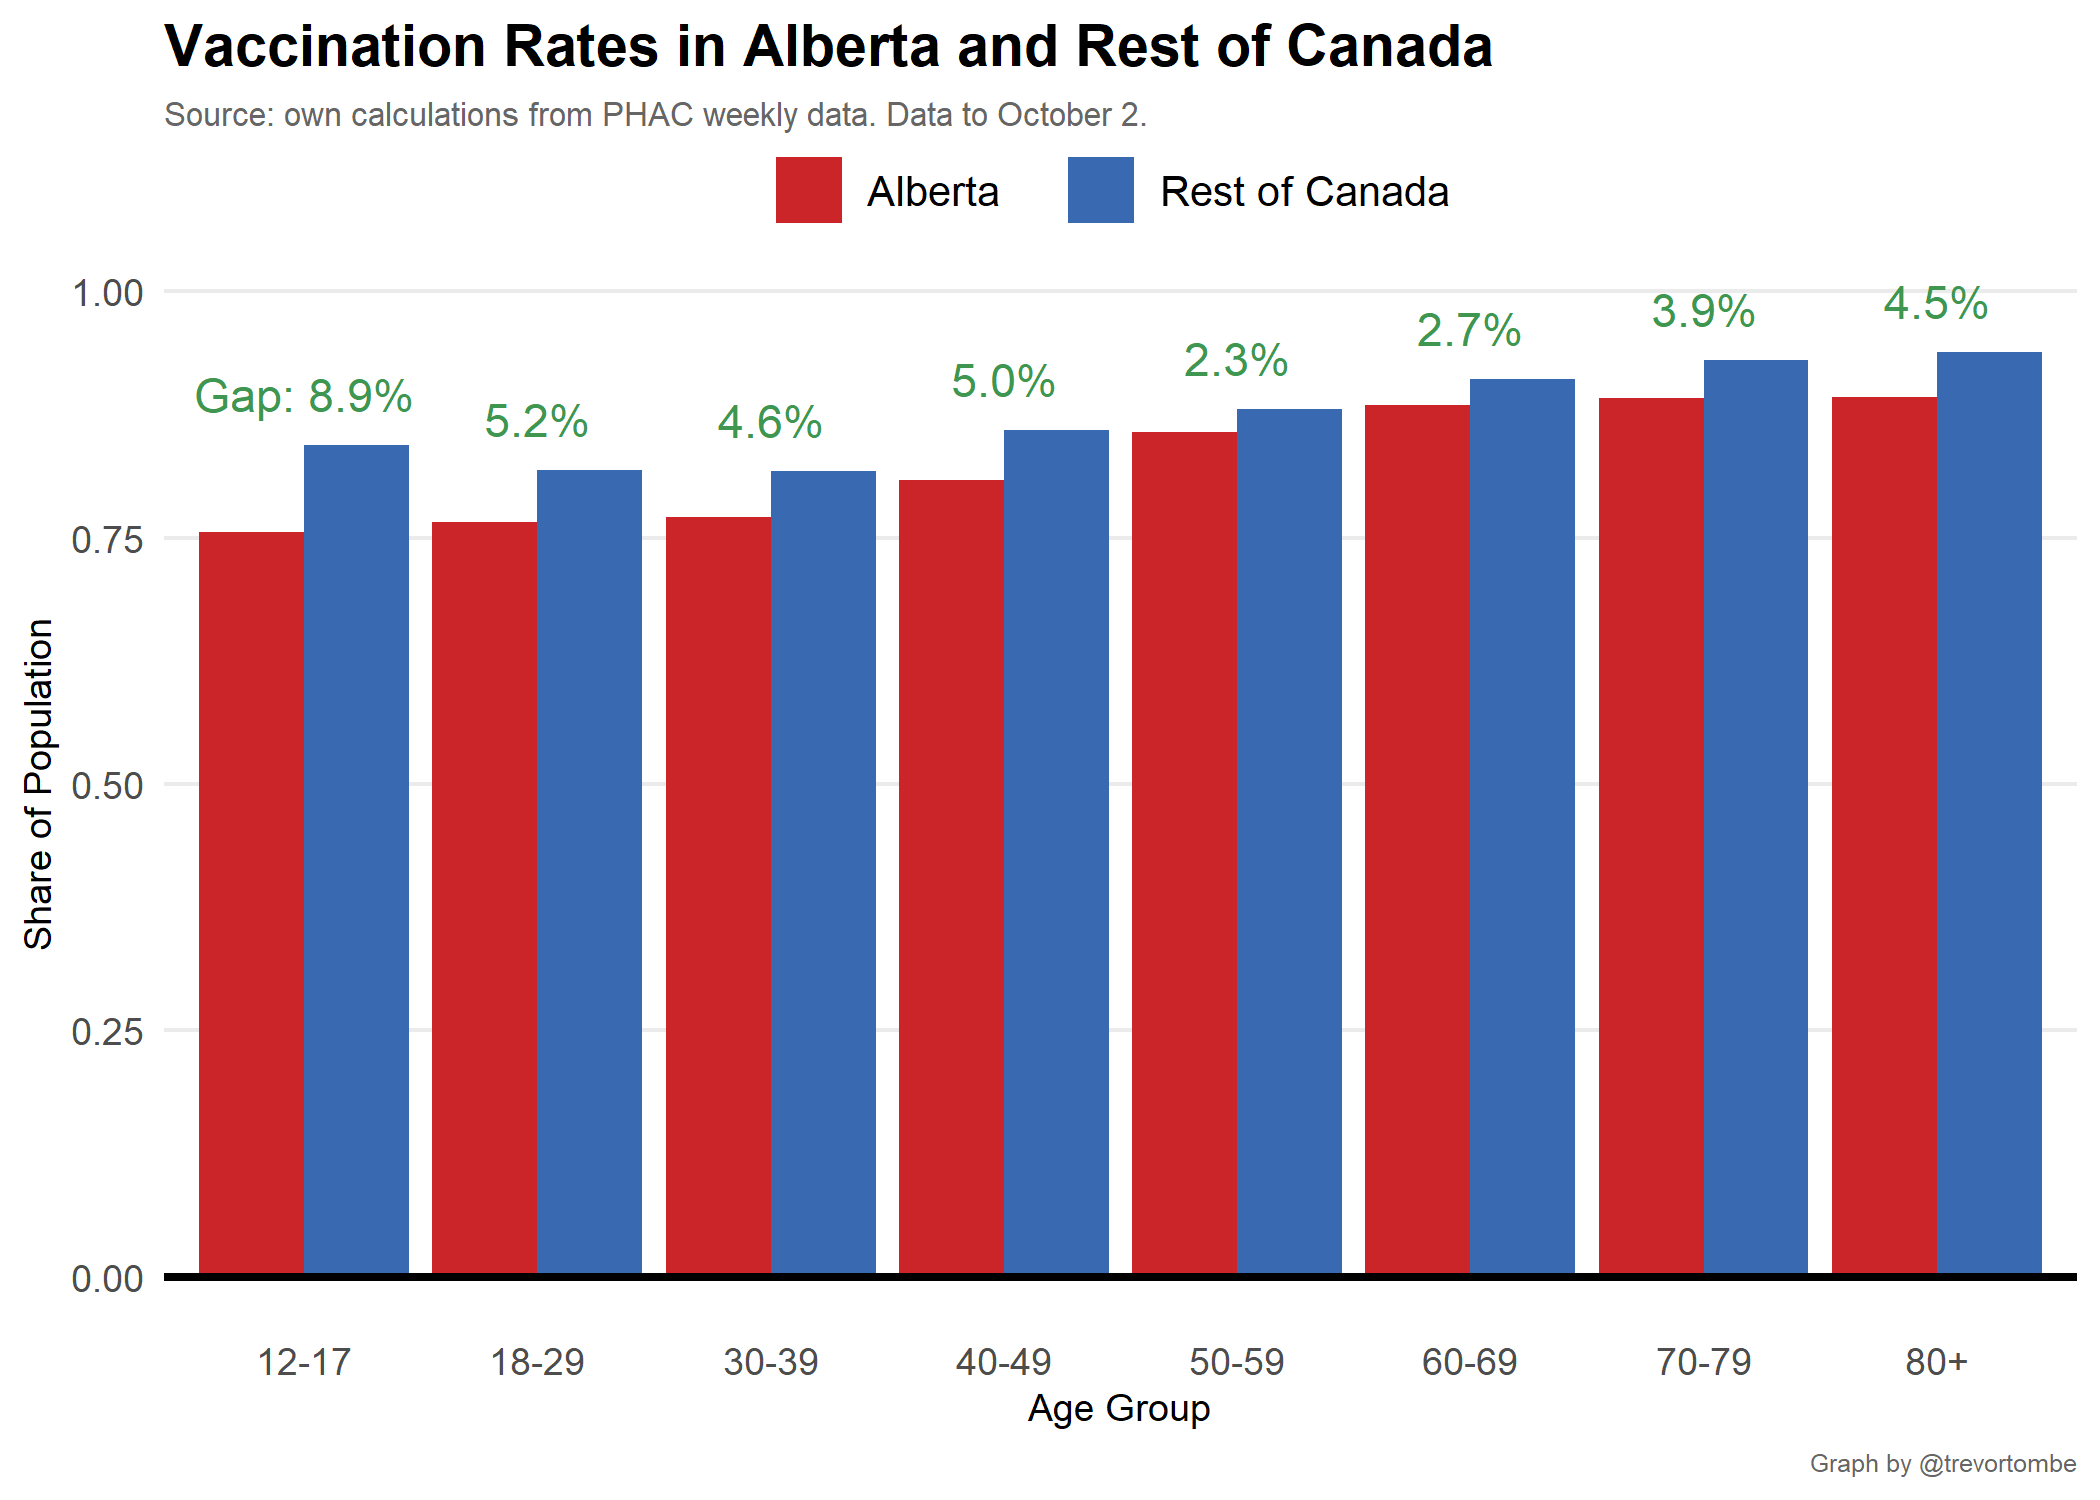 Vaccination Rates in Alberta and Rest of Canada
Source: own calculations from PHAC weekly data. Data to October 2.
Alberta Rest of Canada
1.00
0.75
0.50
0.25
0.00
Share of Population
Gap: 8.9%
5.2%
4.6%
5.0%
2.3%
2.7%
3.9%
4.5%
12-17 18-29 30-39 40-49 50-59 60-69 70-79 80+
Age Group
Graph by @trevortombe